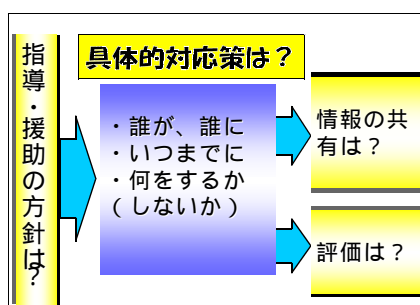 指導・援助の方針は？
具体的対応策は？
・誰が、誰に
・いつまでに
・何をするか
（しないか）
情報の共
有は？
評価は？